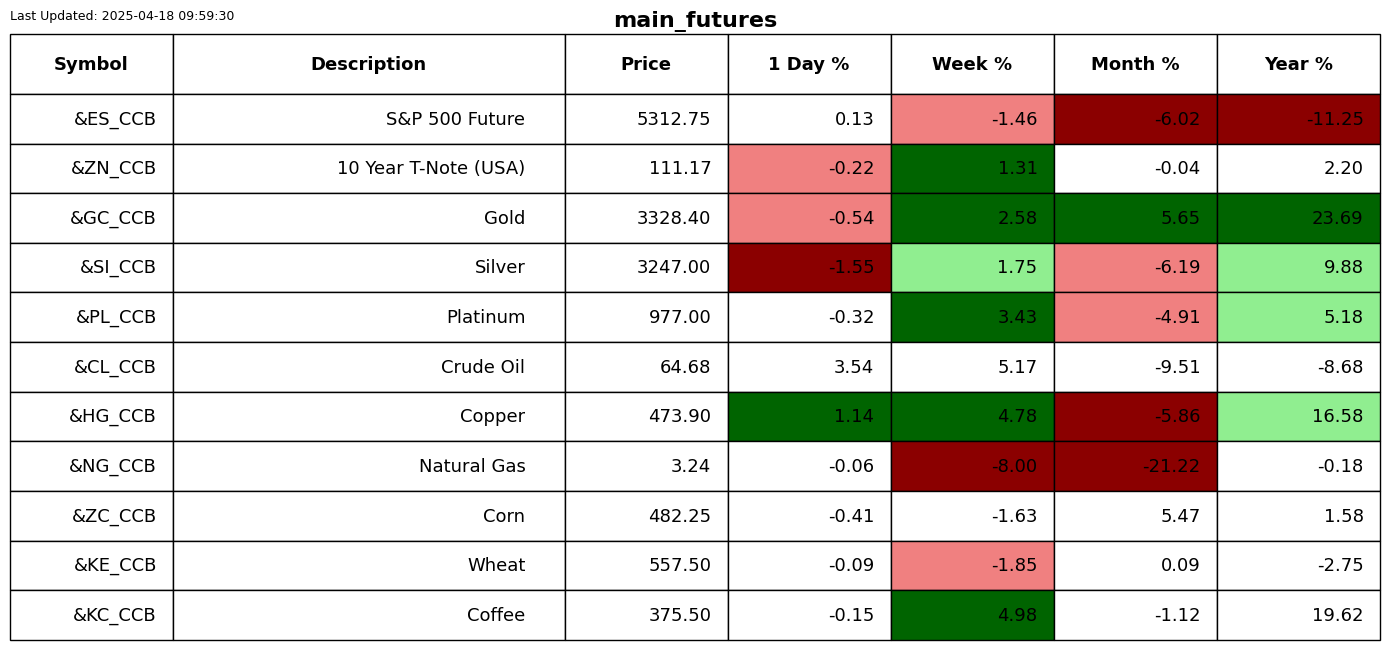 Last Updated: 2025-04-18 09:59:30
main_futures
Symbol Description Price 1 Day % Week % Month % Year %
&ES_CCB S&P 500 Future 5312.75 0.13 -1.46 -6.02 -11.25
&ZN_CCB 10 Year T-Note (USA) 111.17 -0.22 1.31 -0.04 2.20
&GC_CCB Gold 3328.40 -0.54 2.58 5.65 23.69
&SI_CCB Silver 3247.00 -1.55 1.75 -6.19 9.88
&PL_CCB Platinum 977.00 -0.32 3.43 -4.91 5.18
&CL_CCB Crude Oil 64.68 3.54 5.17 -9.51 -8.68
&HG_CCB Copper 473.90 1.14 4.78 -5.86 16.58
&NG_CCB Natural Gas 3.24 -0.06 -8.00 -21.22 -0.18
&ZC_CCB Corn 482.25 -0.41 -1.63 5.47 1.58
&KE_CCB Wheat 557.50 -0.09 -1.85 0.09 -2.75
&KC_CCB Coffee 375.50 -0.15 4.98 -1.12 19.62